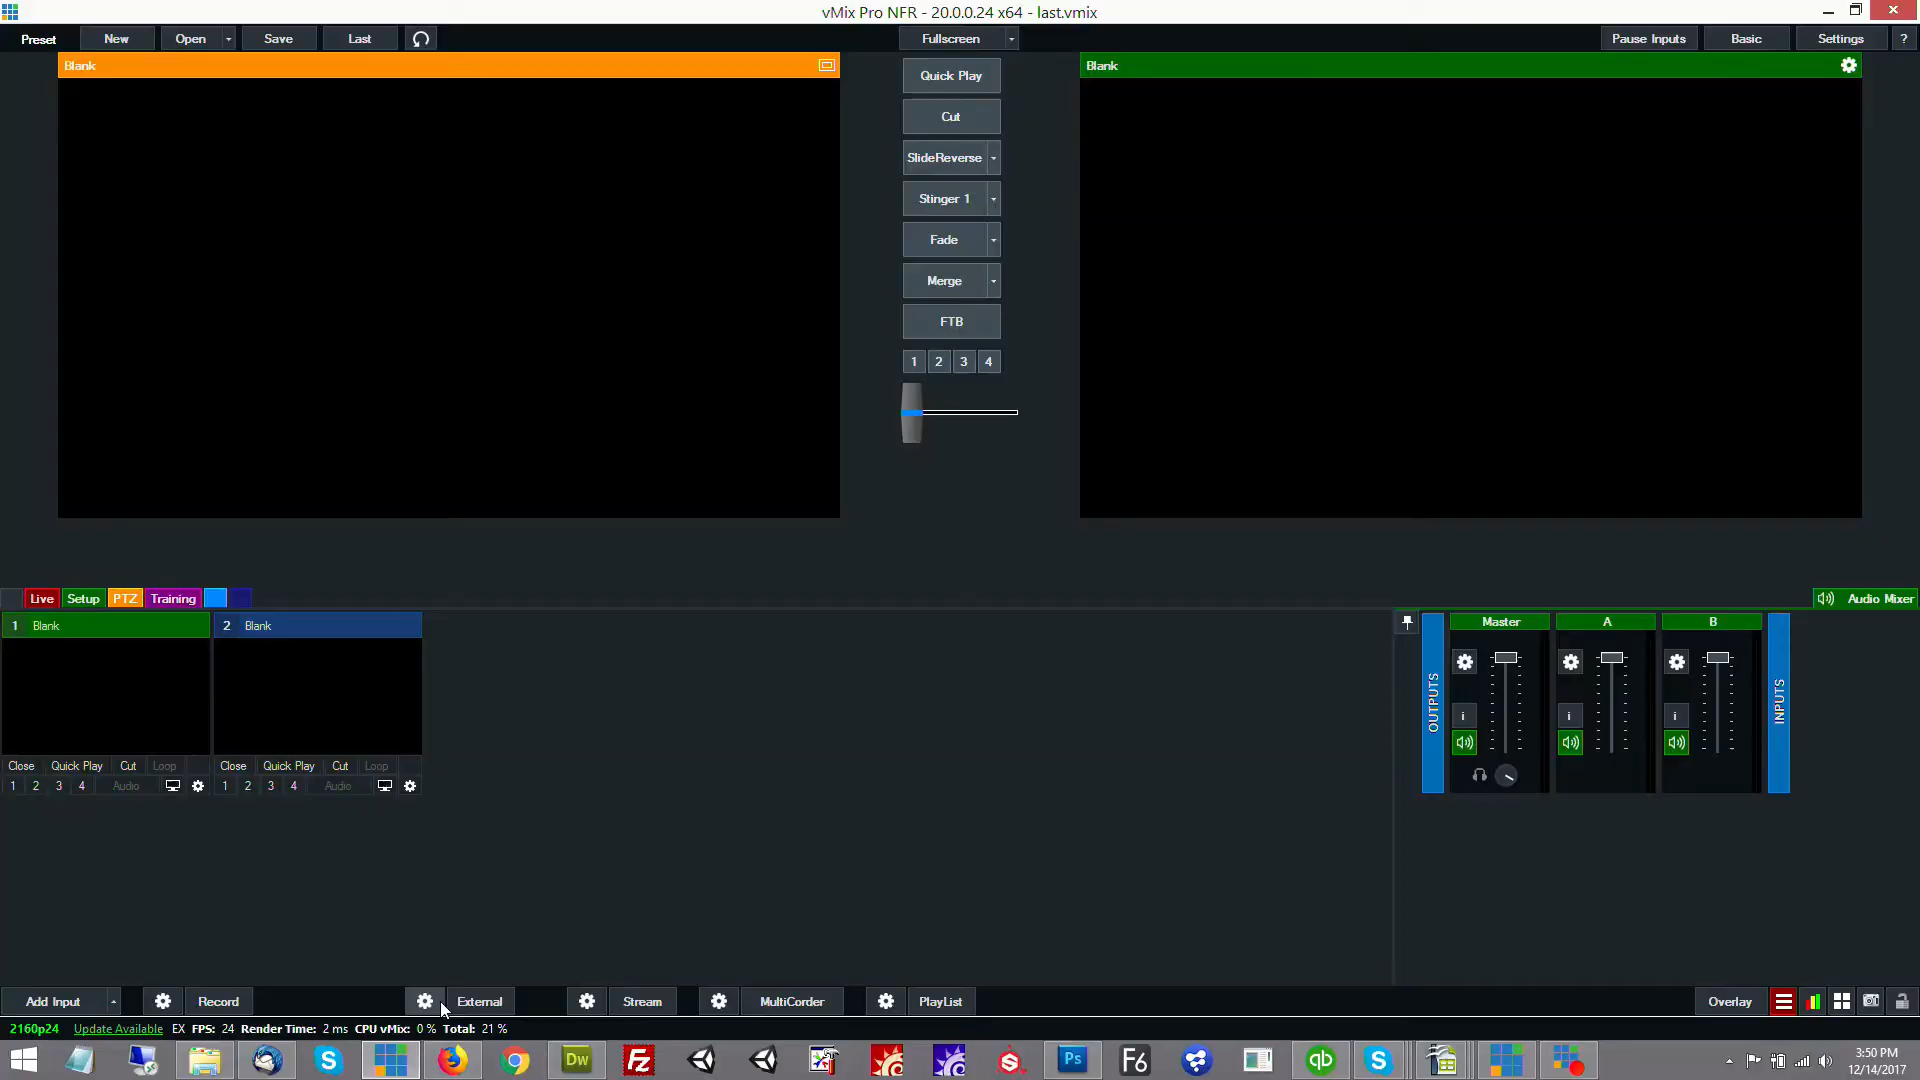 vMix Pro NFR - 20.0.0.24 x64 - last.vmix
Preset New Open Save Last Fullscreen Pause Inputs Basic Settings ?
Blank Blank
Quick Play
Cut
SlideReverse
Stinger 1
Fade
Merge
FTB
1 2 3 4
Live Setup PTZ Training Audio Mixer
1 Blank 2 Blank
Close Quick Play Cut Loop Close Quick Play Cut Loop
1 2 3 4 Audio 1 2 3 4 Audio
OUTPUTS
Master A B
i i i
INPUTS
Add Input Record External Stream MultiCorder PlayList Overlay
2160p24 Update Available EX FPS: 24 Render Time: 2 ms CPU vMix: 0 % Total: 21 %
S Fz Dw Ps F6 qb S
3:50 PM
12/14/2017